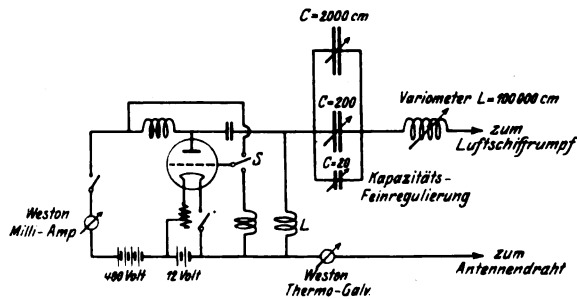 C=2000 cm
C=200
C=20
Variometer L=100000 cm
zum
Luftschiffrumpf
Kapazitäts-
Feinregulierung
S
L
Weston
Milli-Amp
400 Volt
12 Volt
Weston
Thermo-Galv.
zum
Antennendraht